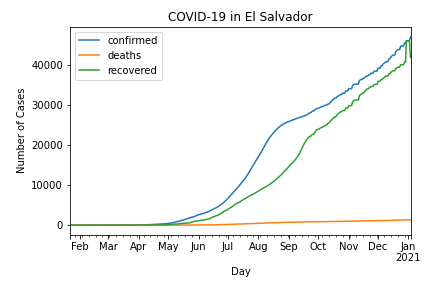 COVID-19 in El Salvador
confirmed
deaths
recovered
Number of Cases
40000
30000
20000
10000
0
Feb Mar Apr May Jun Jul Aug Sep Oct Nov Dec Jan
2021
Day